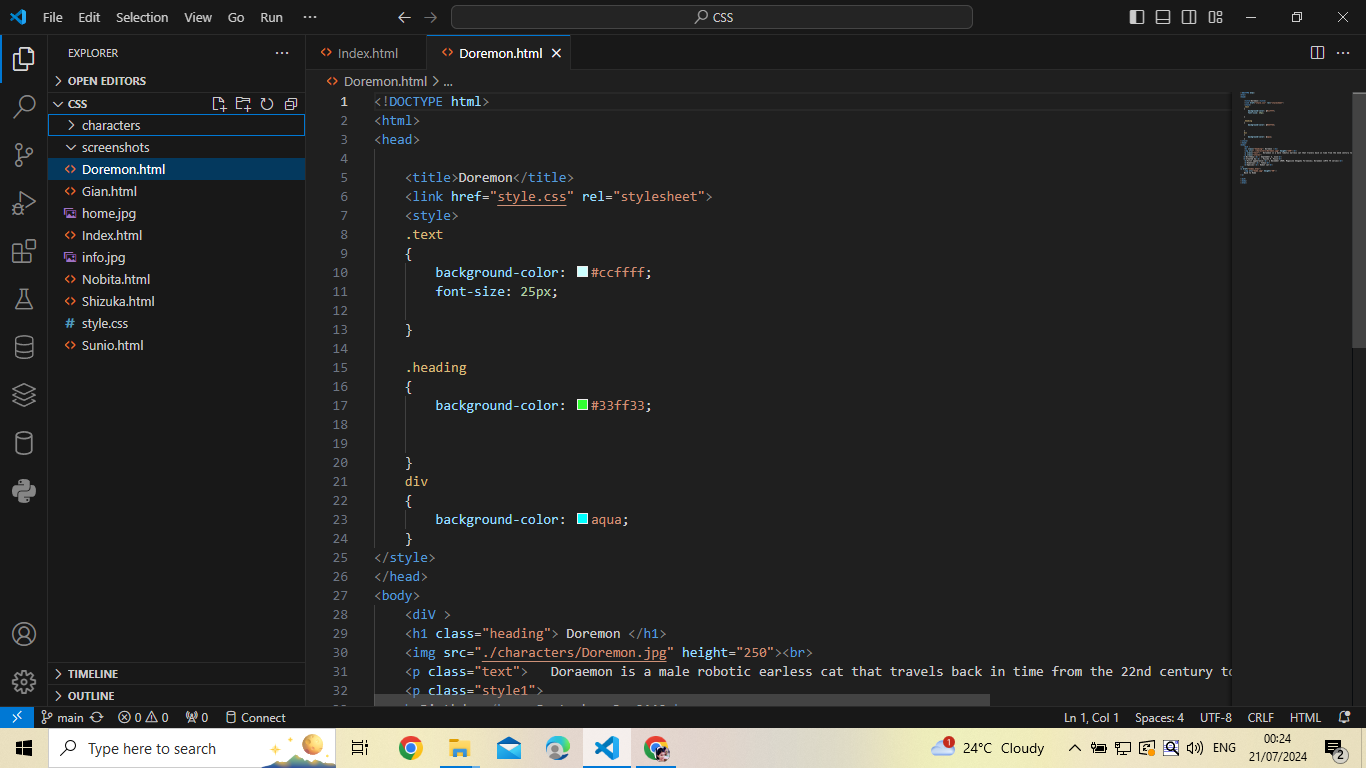 File Edit Selection View Go Run ···
CSS
EXPLORER ···
OPEN EDITORS
CSS
characters
screenshots
Doremon.html
Gian.html
home.jpg
Index.html
info.jpg
Nobita.html
Shizuka.html
style.css
Sunio.html
TIMELINE
OUTLINE
Index.html
Doremon.html
Doremon.html > ...
1 <!DOCTYPE html>
2 <html>
3 <head>
4
5 <title>Doremon</title>
6 <link href="style.css" rel="stylesheet">
7 <style>
8 .text
9 {
10 background-color: #ccffff;
11 font-size: 25px;
12
13 }
14
15 .heading
16 {
17 background-color: #33ff33;
18
19
20 }
21 div
22 {
23 background-color: aqua;
24 }
25 </style>
26 </head>
27 <body>
28 <diV >
29 <h1 class="heading"> Doremon </h1>
30 <img src="./characters/Doremon.jpg" height="250"><br>
31 <p class="text">   Doraemon is a male robotic earless cat that travels back in time from the 22nd century to
32 <p class="style1">
main 0 0 0 Connect
Ln 1, Col 1 Spaces: 4 UTF-8 CRLF HTML
Type here to search
24°C Cloudy
1
ENG
00:24
21/07/2024
2